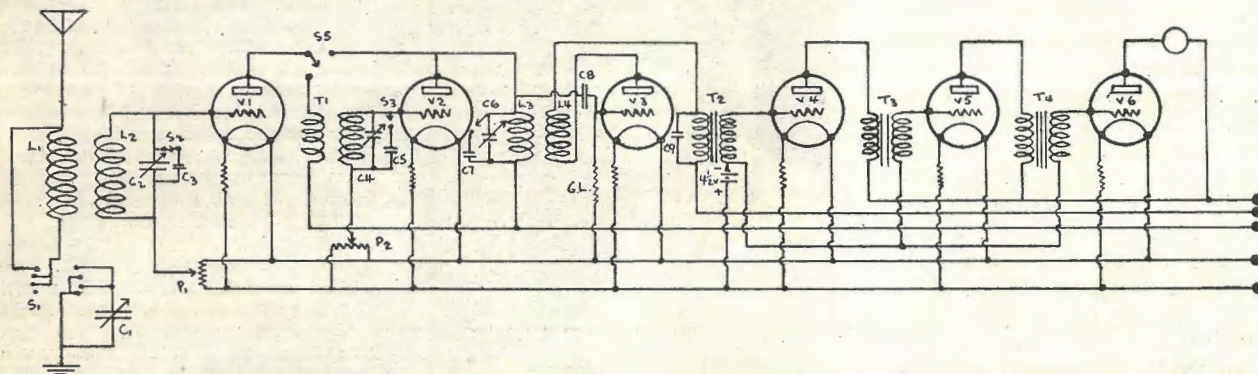 S5
V1
T1
S3
V2
C6
L3
L4
C8
V3
T2
V4
T3
V5
T4
V6
L1
L2
S2
C2
C3
C4
C5
C7
G.L.
C9
4½V
-
+
P2
P1
S1
C1